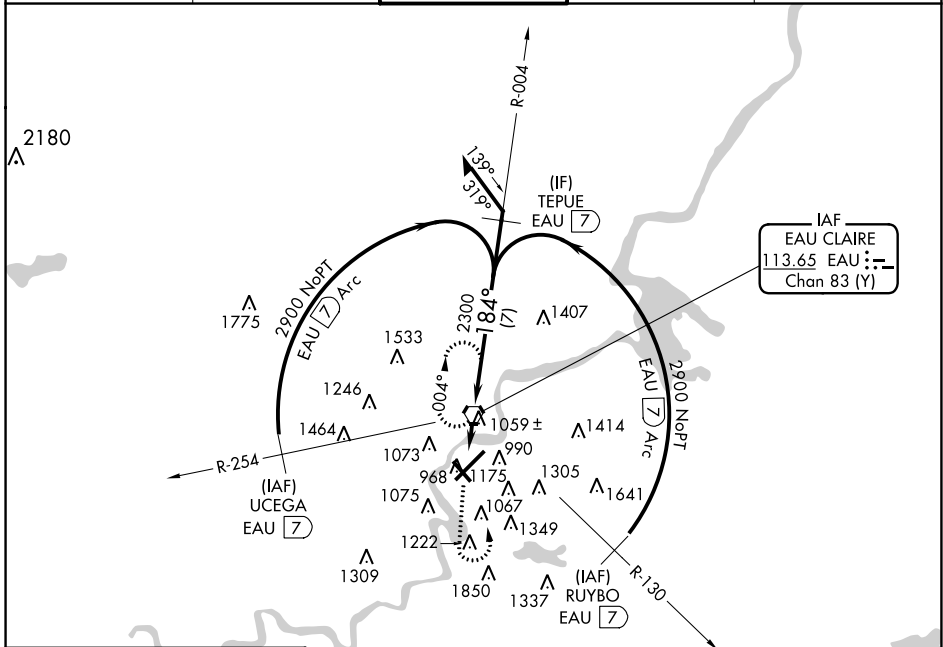 R-004
2180
139°
319°
(IF)
TEPUE
EAU 7
IAF
EAU CLAIRE
113.65 EAU
Chan 83 (Y)
2900 NoPT
EAU 7 Arc
1775
2300
184°
(7)
1407
1533
2900 NoPT
EAU 7 Arc
1246
004°
1464
1059 ±
1414
1073
990
R-254
968
1175
1305
1641
(IAF)
UCEGA
EAU 7
1075
1067
1349
1222
1309
1850
1337
(IAF)
RUYBO
EAU 7
R-130